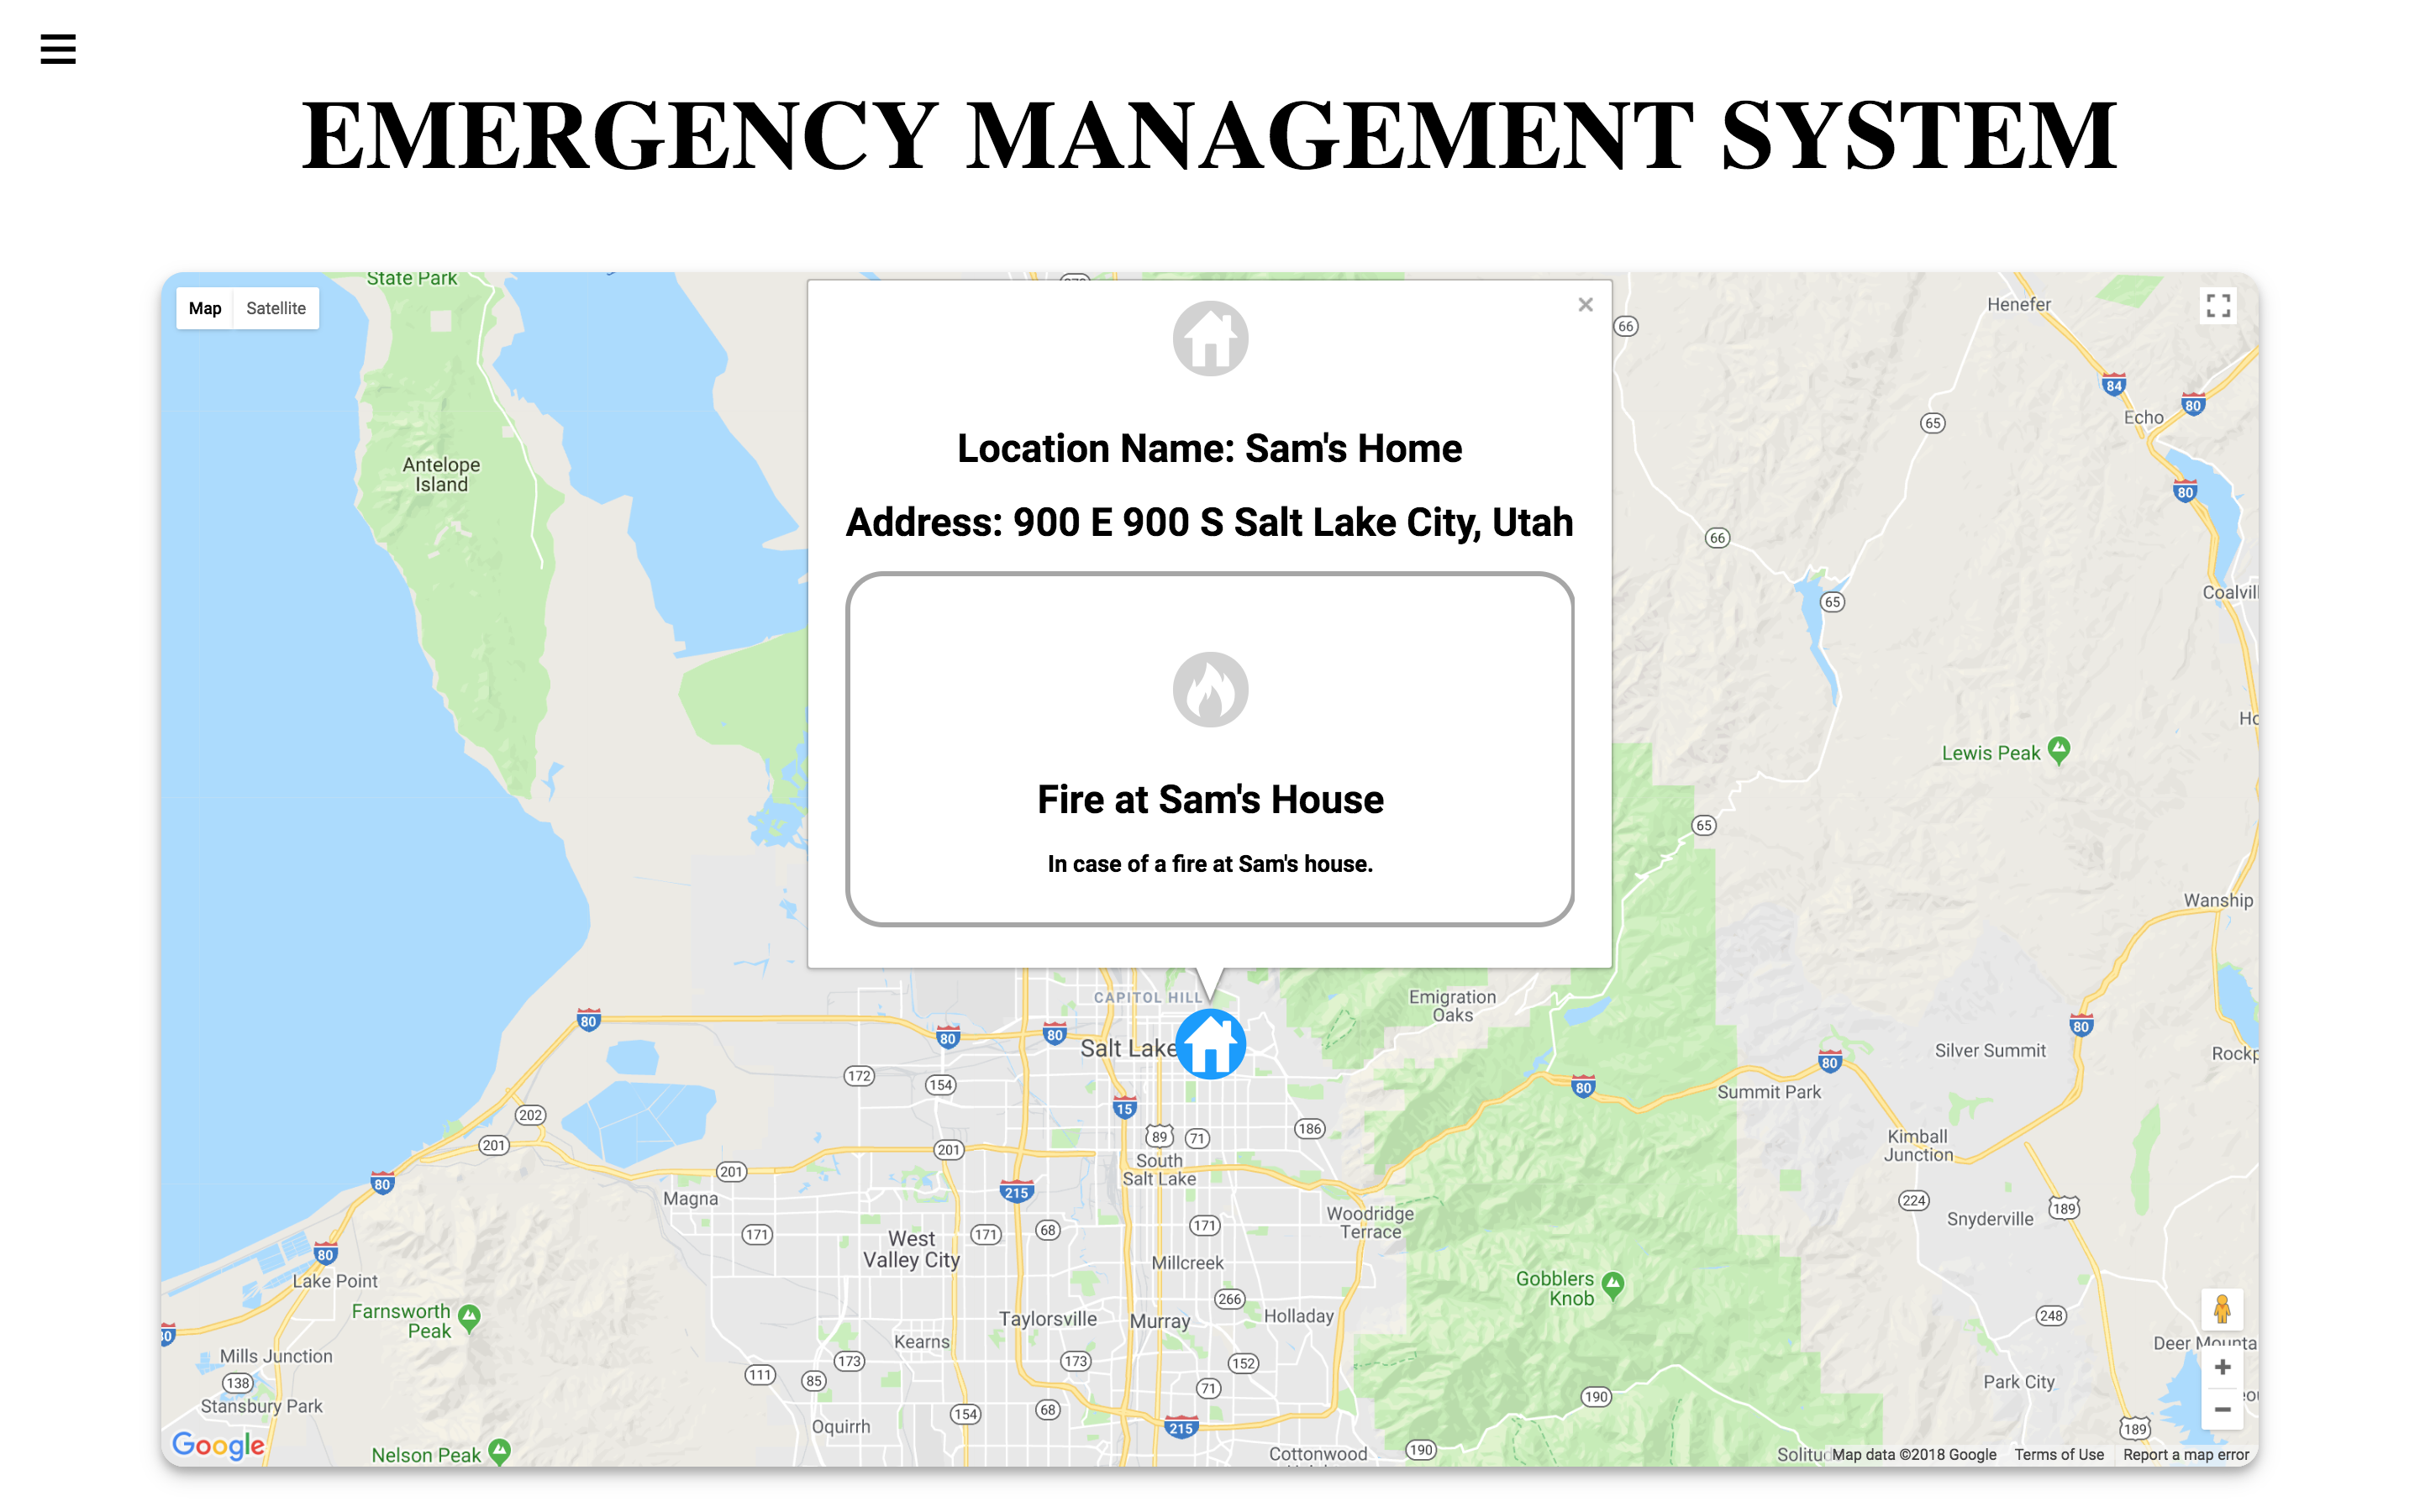 EMERGENCY MANAGEMENT SYSTEM
State Park
Map Satellite
Henefer
66
84
80
Echo
65
Location Name: Sam's Home
Antelope
Island
80
Address: 900 E 900 S Salt Lake City, Utah
66
65
Lewis Peak
Fire at Sam's House
65
In case of a fire at Sam's house.
Wanship
CAPITOL HILL
Emigration
Oaks
80
80
80
80
Salt Lake
Silver Summit
80
172
154
80
Summit Park
15
202
89
71
186
201
201
Kimball
Junction
South
Salt Lake
201
80
215
Magna
224
189
Woodridge
Terrace
171
West
Valley City
171
68
171
Snyderville
80
Lake Point
Millcreek
Gobblers
Knob
266
Farnsworth
Peak
Taylorsville
Murray
Holladay
248
Kearns
Mills Junction
173
173
152
138
111
85
71
Park City
Stansbury Park
190
154
68
Oquirrh
215
189
Google
Nelson Peak
Cottonwood
190
Map data ©2018 Google Terms of Use Report a map error